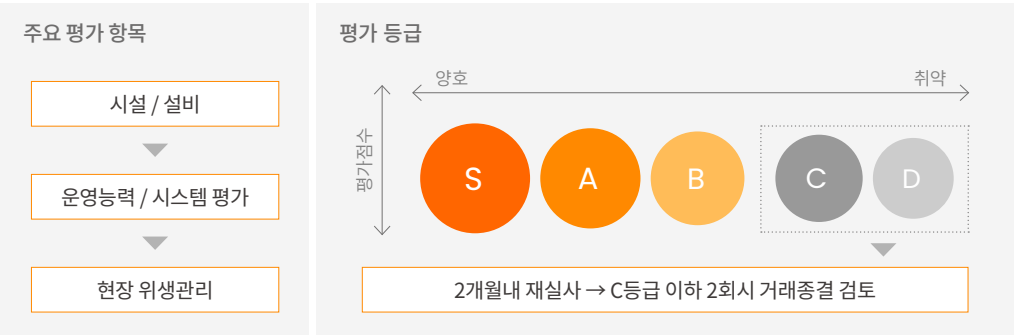 주요 평가 항목
시설 / 설비
운영능력 / 시스템 평가
현장 위생관리
평가 등급
양호
취약
평가점수
S
A
B
C
D
2개월내 재실사 → C등급 이하 2회시 거래종결 검토